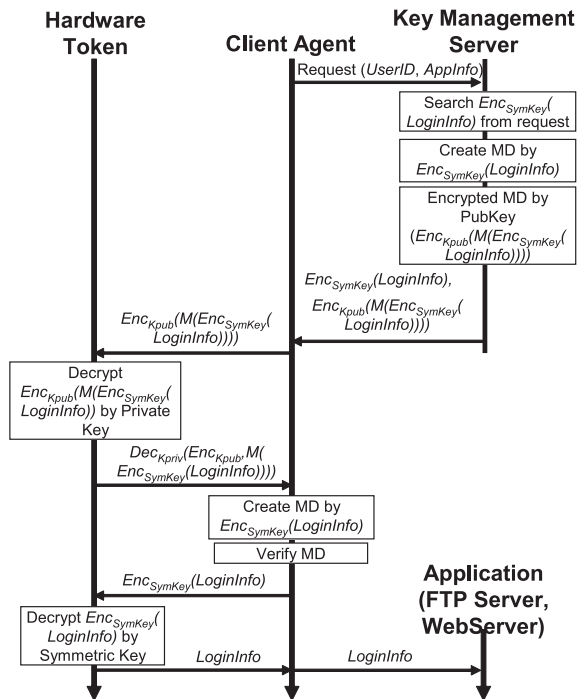 Hardware
Token
Client Agent
Key Management
Server
Request (UserID, AppInfo)
Search EncSymKey(
LoginInfo) from request
Create MD by
EncSymKey(LoginInfo)
Encrypted MD by
PubKey
(EncKpub(M(EncSymKey(
LoginInfo))))
EncSymKey(LoginInfo),
EncKpub(M(EncSymKey(
LoginInfo))))
EncKpub(M(EncSymKey(
LoginInfo))))
Decrypt
EncKpub(M(EncSymKey(
LoginInfo)) by Private
Key
DecKpriv(EncKpub,M(
EncSymKey(LoginInfo))))
Create MD by
EncSymKey(LoginInfo)
Verify MD
EncSymKey(LoginInfo)
Application
(FTP Server,
WebServer)
Decrypt EncSymKey(
LoginInfo) by
Symmetric Key
LoginInfo
LoginInfo